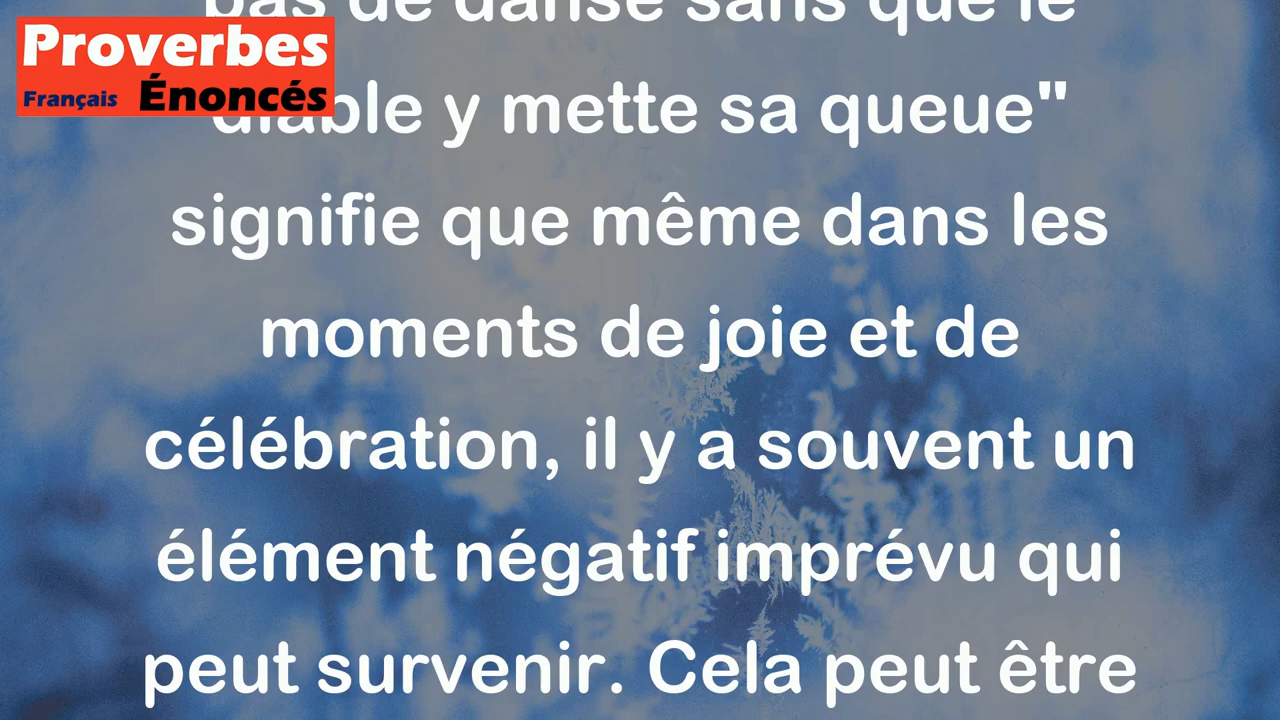 pas de danse sans que le
Proverbes
Français Énoncés
diable y mette sa queue"
signifie que même dans les
moments de joie et de
célébration, il y a souvent un
élément négatif imprévu qui
peut survenir. Cela peut être